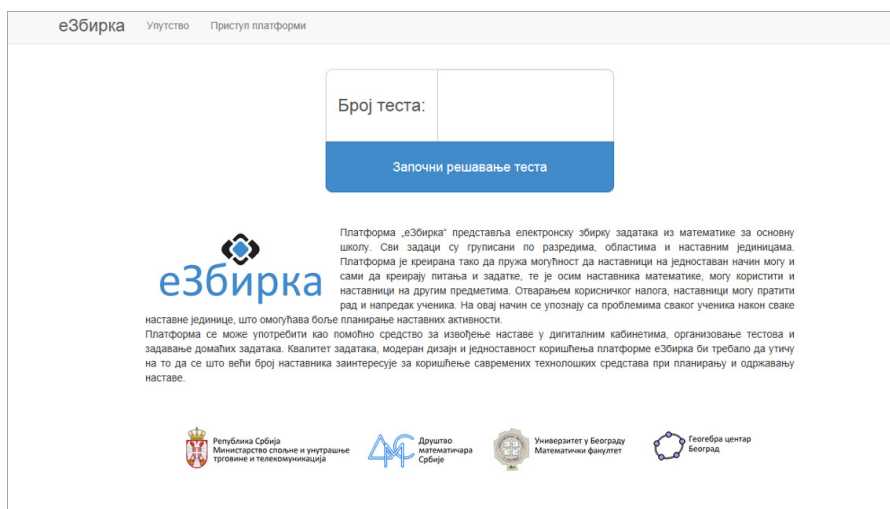 еЗбирка Упутство Приступ платформи
Број теста:
Започни решавање теста
еЗбирка
Платформа „еЗбирка“ представља електронску збирку задатака из математике за основну
школу. Сви задаци су груписани по разредима, областима и наставним јединицама.
Платформа је креирана тако да пружа могућност да наставници на једноставан начин могу и
сами да креирају питања и задатке, те је осим наставника математике, могу користити и
наставници на другим предметима. Отварањем корисничког налога, наставници могу пратити
рад и напредак ученика. На овај начин се упознају са проблемима сваког ученика након сваке
наставне јединице, што омогућава боље планирање наставних активности.
Платформа се може употребити као помоћно средство за извођење наставе у дигиталним кабинетима, организовање тестова и
задавање домаћих задатака. Квалитет задатака, модеран дизајн и једноставност коришћења платформе еЗбирка би требало да утичу
на то да се што већи број наставника заинтересује за коришћење савремених технолошких средстава при планирању и одржавању
наставе.
Република Србија
Министарство спољне и унутрашње
трговине и телекомуникација
ДМС
Друштво
математичара
Србије
Универзитет у Београду
Математички факултет
Геогебра центар
Београд